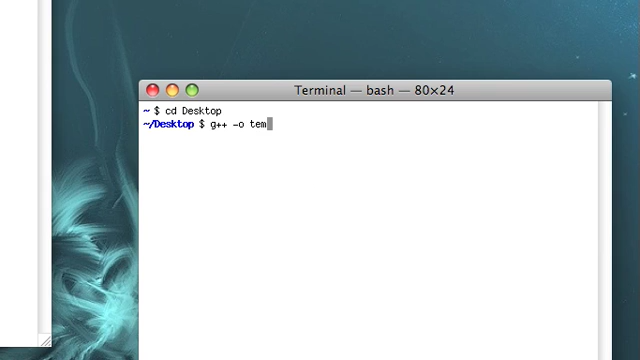 Terminal — bash — 80×24
~ $ cd Desktop
~/Desktop $ g++ -o tem